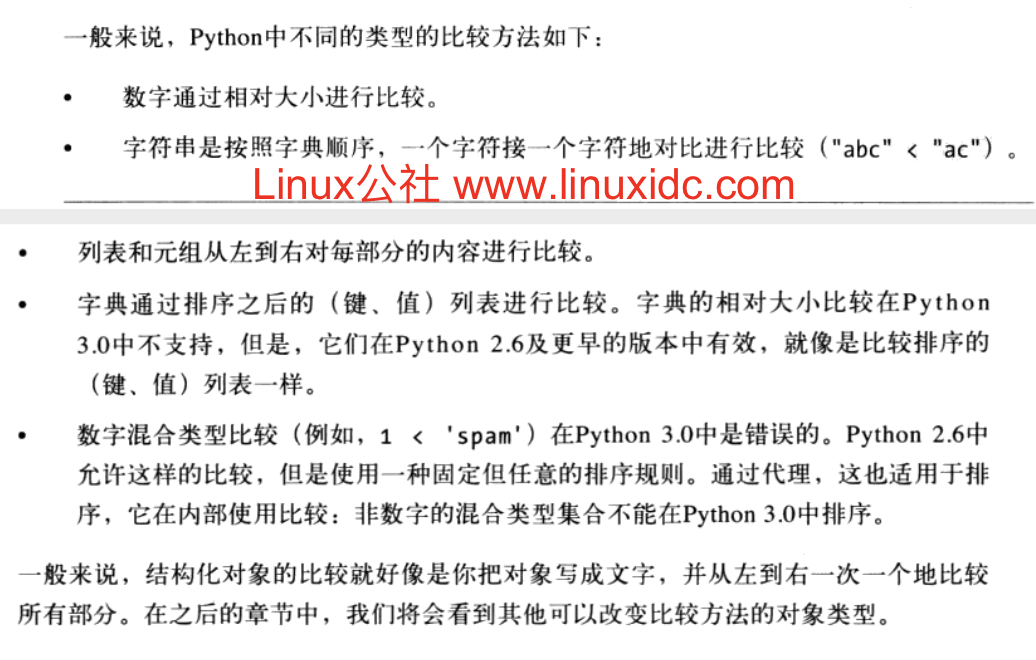 一般来说，Python中不同的类型的比较方法如下：
• 数字通过相对大小进行比较。
• 字符串是按照字典顺序，一个字符接一个字符地对比进行比较（"abc" < "ac"）。
Linux公社 www.linuxidc.com
• 列表和元组从左到右对每部分的内容进行比较。
• 字典通过排序之后的（键、值）列表进行比较。字典的相对大小比较在Python
3.0中不支持，但是，它们在Python 2.6及更早的版本中有效，就像是比较排序的
（键、值）列表一样。
• 数字混合类型比较（例如，1 < 'spam'）在Python 3.0中是错误的。Python 2.6中
允许这样的比较，但是使用一种固定但任意的排序规则。通过代理，这也适用于排
序，它在内部使用比较：非数字的混合类型集合不能在Python 3.0中排序。
一般来说，结构化对象的比较就好像是你把对象写成文字，并从左到右一次一个地比较
所有部分。在之后的章节中，我们将会看到其他可以改变比较方法的对象类型。